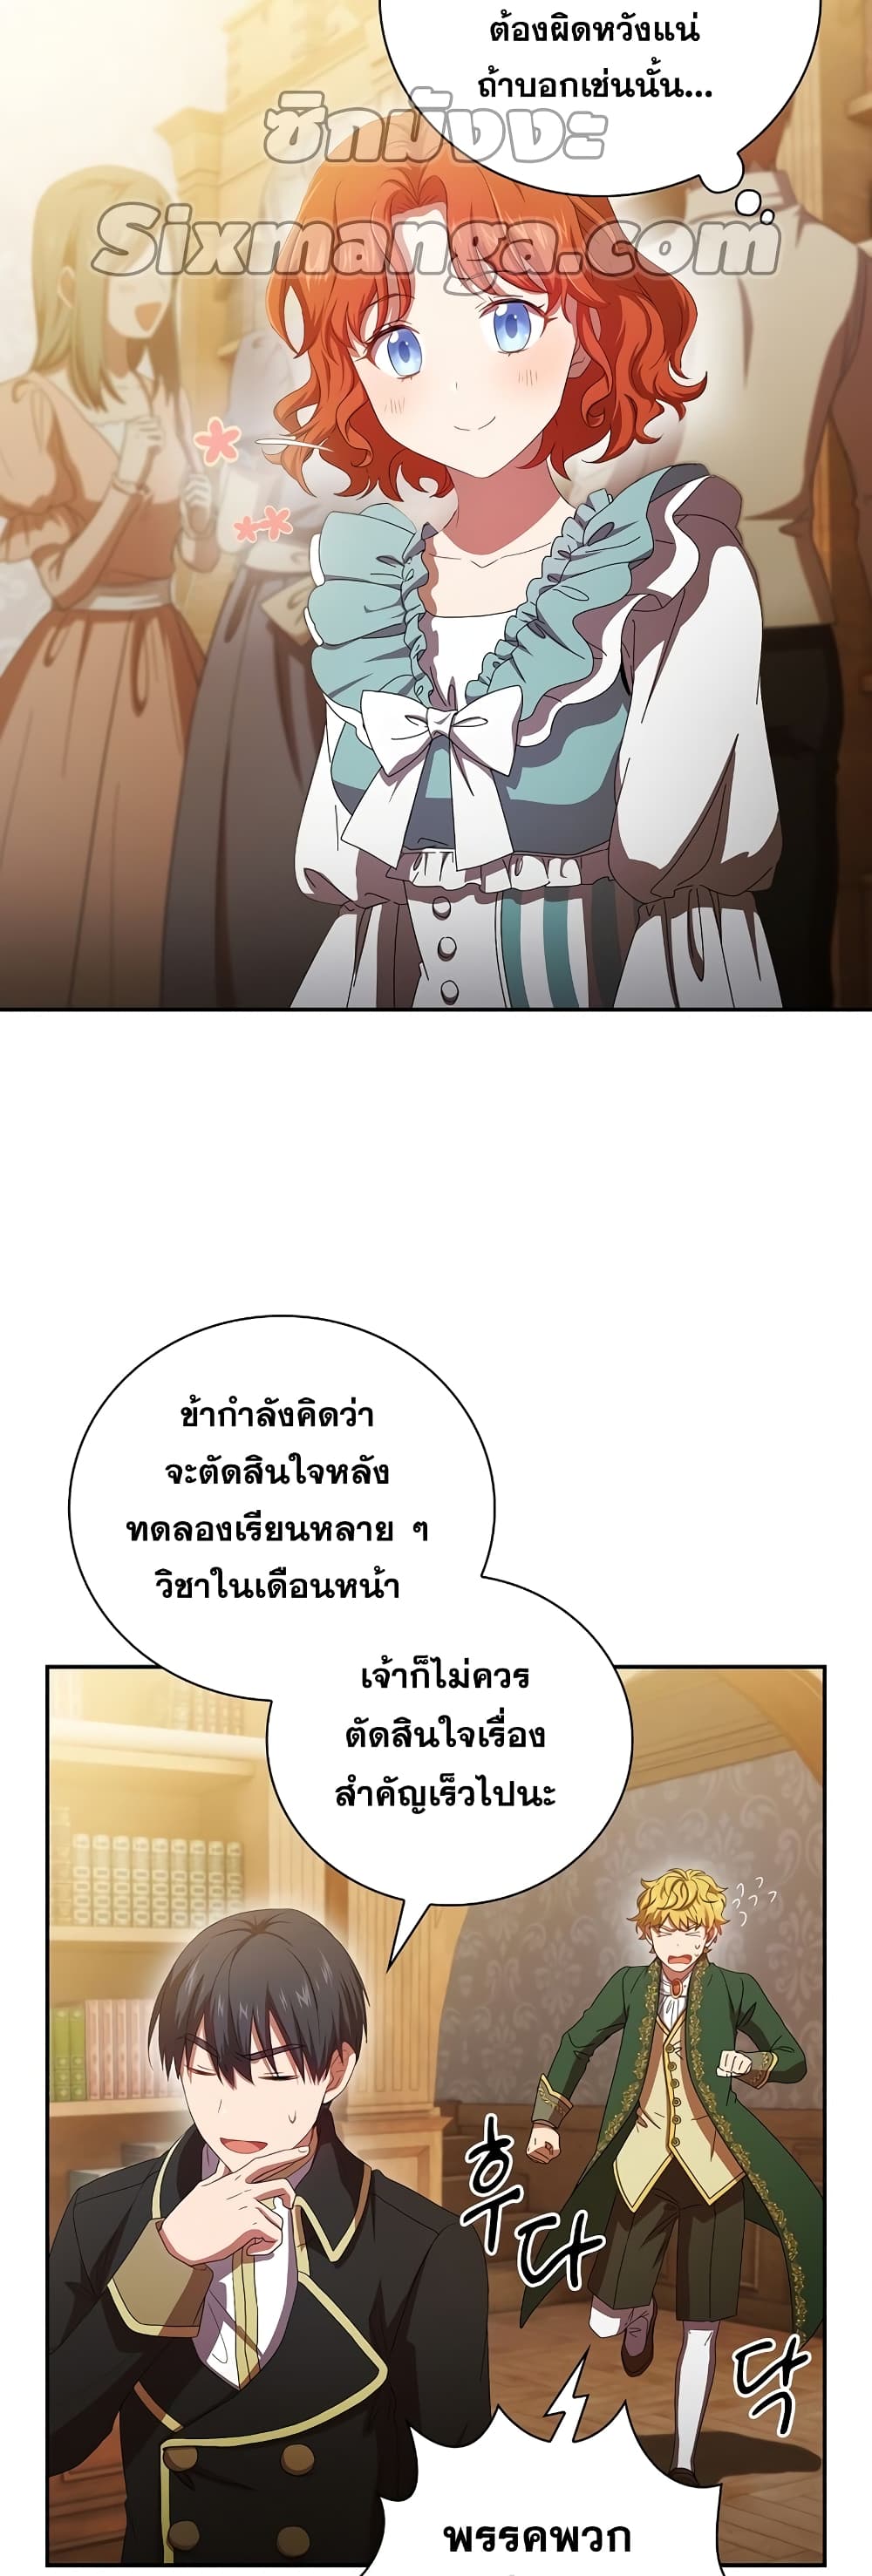 ต้องผิดหวังแน่
ถ้าบอกเช่นนั้น...
ซิกมังงะ
Sixmanga.com
ข้ากำลังคิดว่า
จะตัดสินใจหลัง
ทดลองเรียนหลาย ๆ
วิชาในเดือนหน้า
เจ้าก็ไม่ควร
ตัดสินใจเรื่อง
สำคัญเร็วไปนะ
후다
닥
พรรคพวก